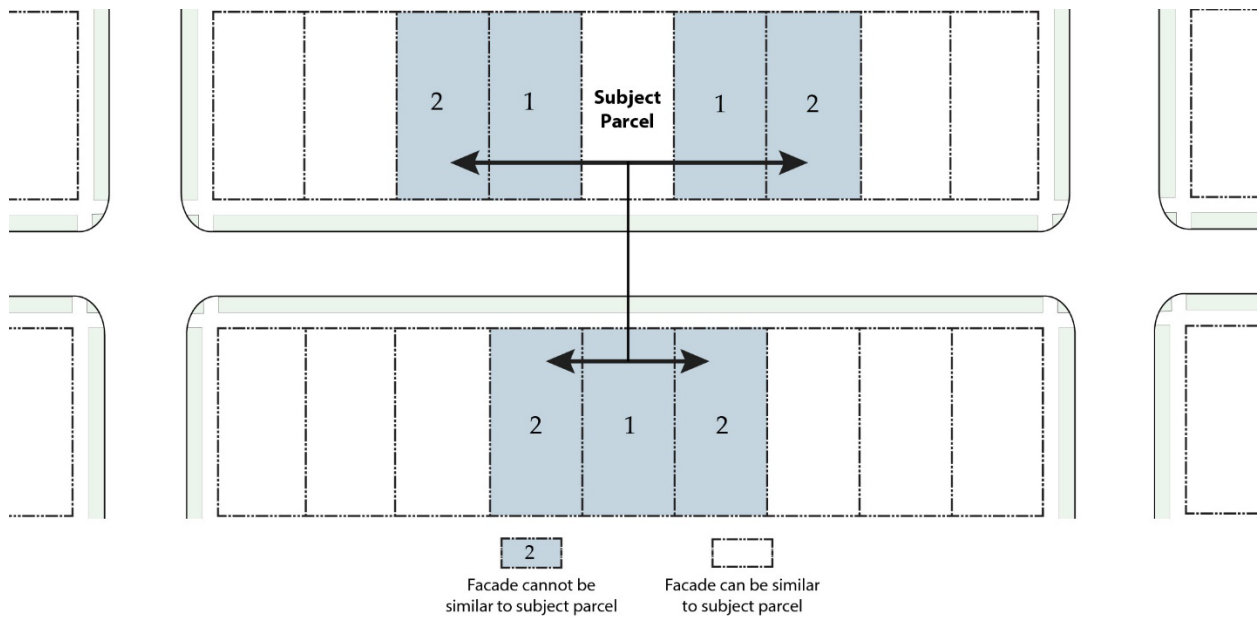 2 1 Subject Parcel 1 2
2 1 2
2
Facade cannot be
similar to subject parcel
Facade can be similar
to subject parcel